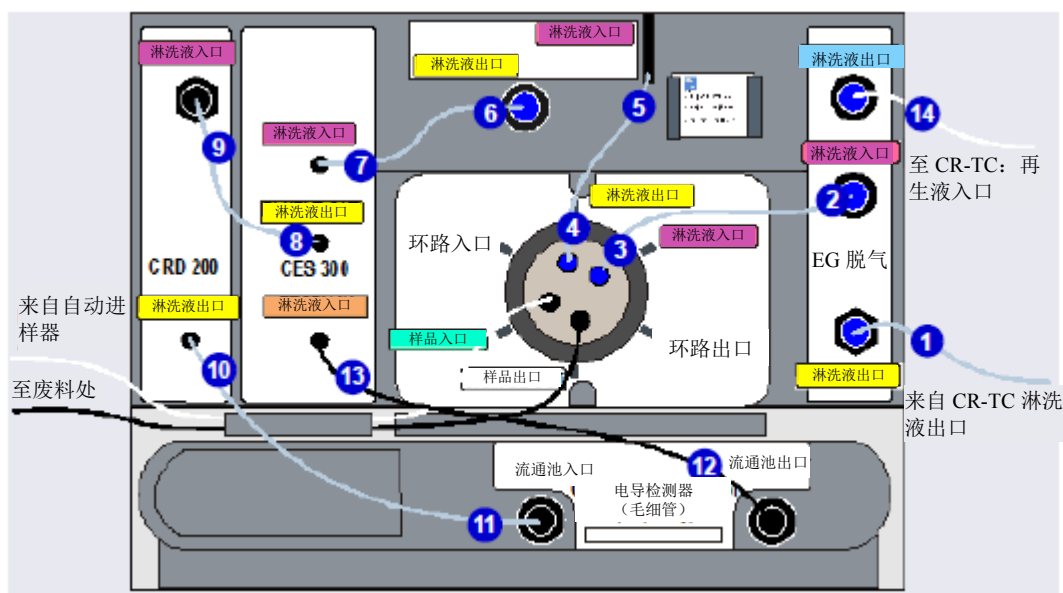 淋洗液入口
淋洗液出口
淋洗液入口
淋洗液出口
6
5
9
7
淋洗液入口
14
至 CR-TC：再
生液入口
淋洗液入口
2
淋洗液出口
8
CRD 200
CES 300
淋洗液出口
4
3
环路入口
淋洗液入口
EG 脱气
来自自动进
样器
淋洗液出口
淋洗液入口
样品入口
环路出口
1
10
13
样品出口
淋洗液出口
至废料处
来自 CR-TC 淋洗
液出口
流通池入口
12
流通池出口
电导检测器
（毛细管）
11